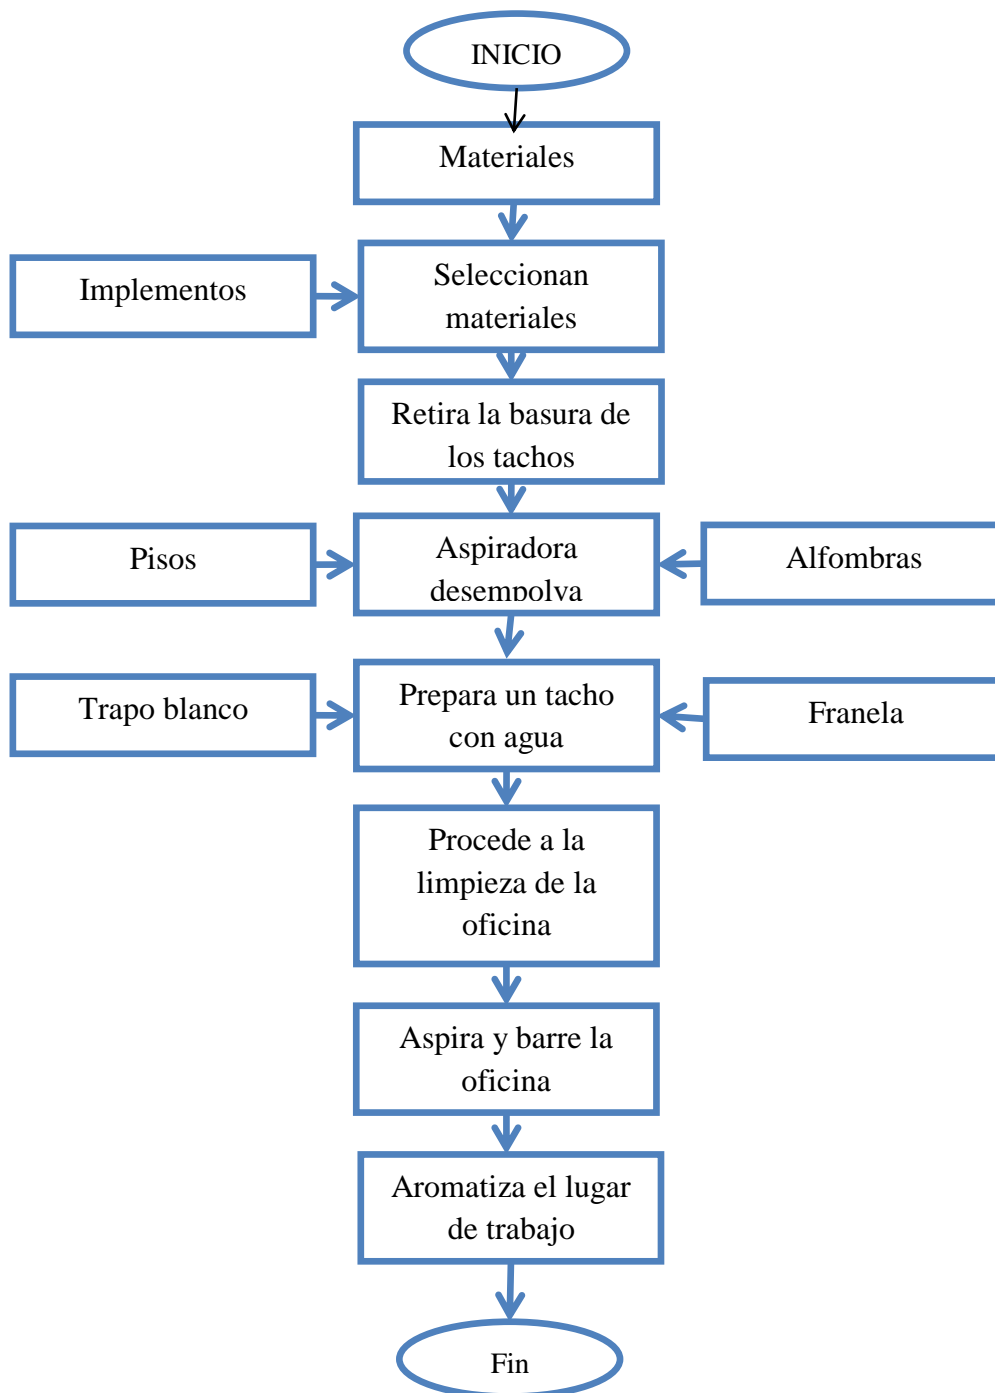 INICIO
Materiales
Implementos
Seleccionan
materiales
Retira la basura de
los tachos
Pisos
Aspiradora
desempolva
Alfombras
Trapo blanco
Prepara un tacho
con agua
Franela
Procede a la
limpieza de la
oficina
Aspira y barre la
oficina
Aromatiza el lugar
de trabajo
Fin